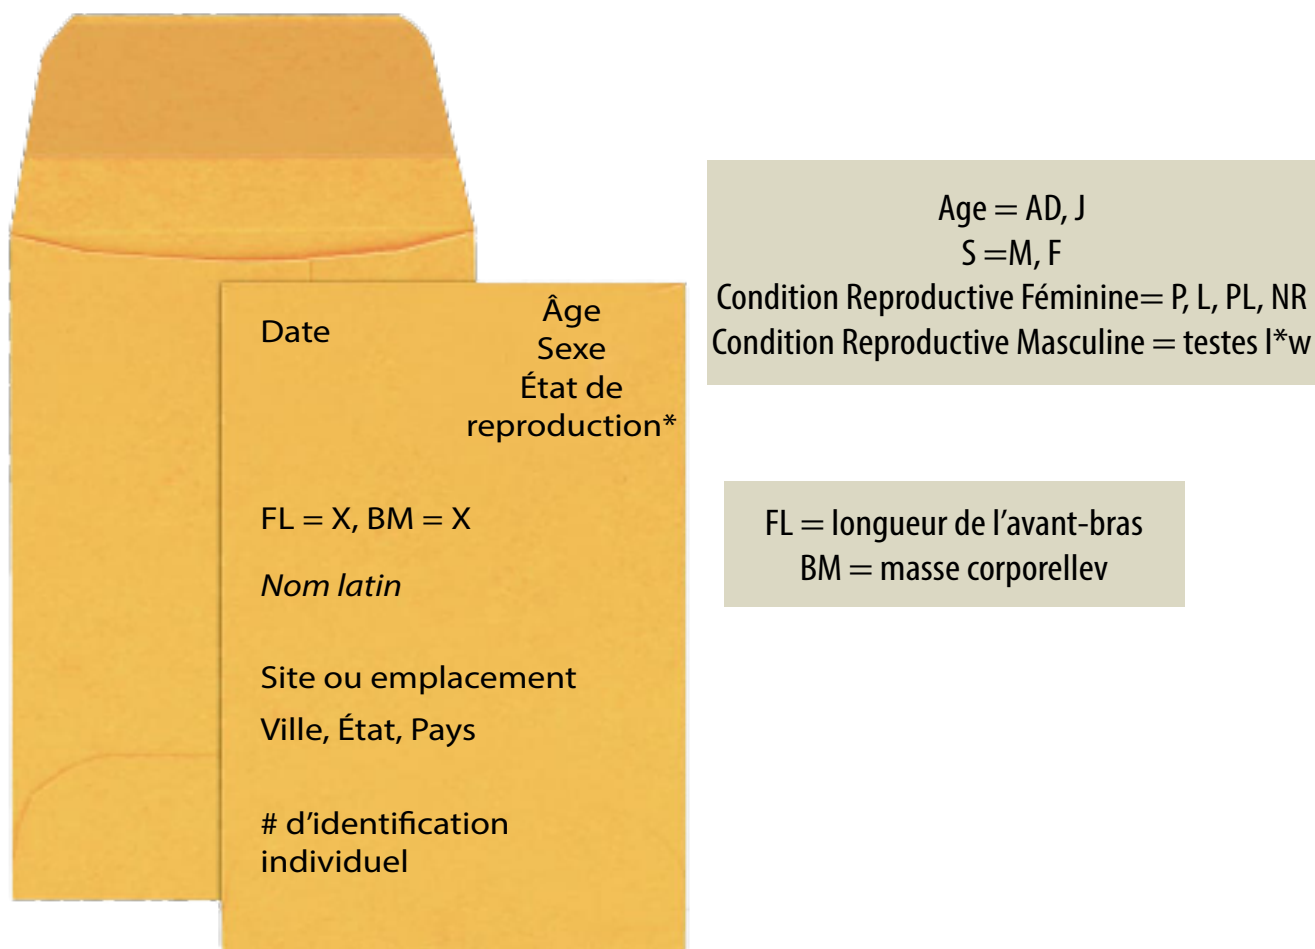 Date
Âge
Sexe
État de
reproduction*
FL = X, BM = X
Nom latin
Site ou emplacement
Ville, État, Pays
# d'identification
individuel
Age = AD, J
S =M, F
Condition Reproductive Féminine= P, L, PL, NR
Condition Reproductive Masculine = testes l*w
FL = longueur de l'avant-bras
BM = masse corporellev